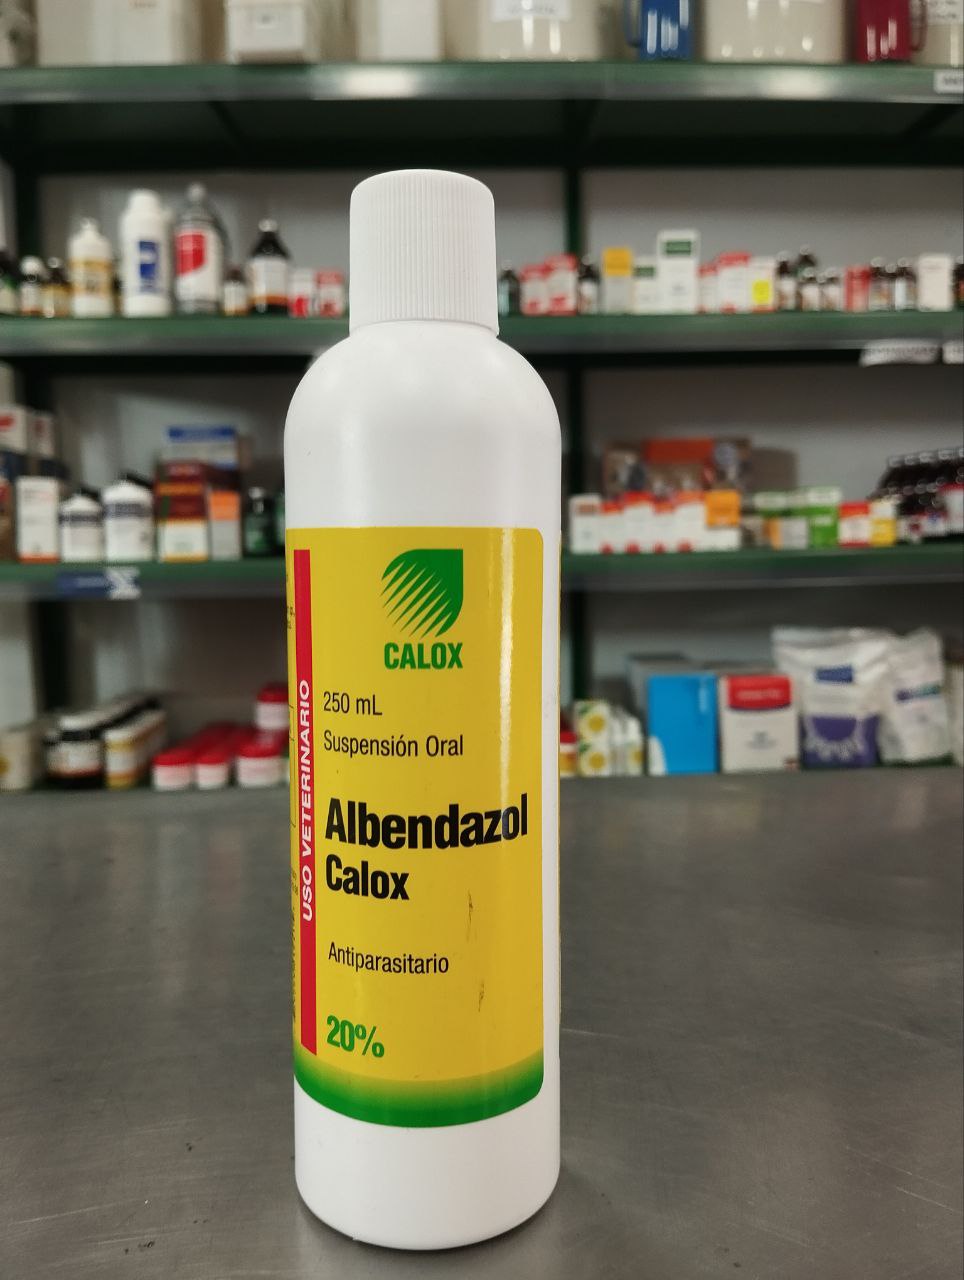 CALOX
250 mL
Suspensión Oral
Albendazol
Calox
Antiparasitario
20%
USO VETERINARIO